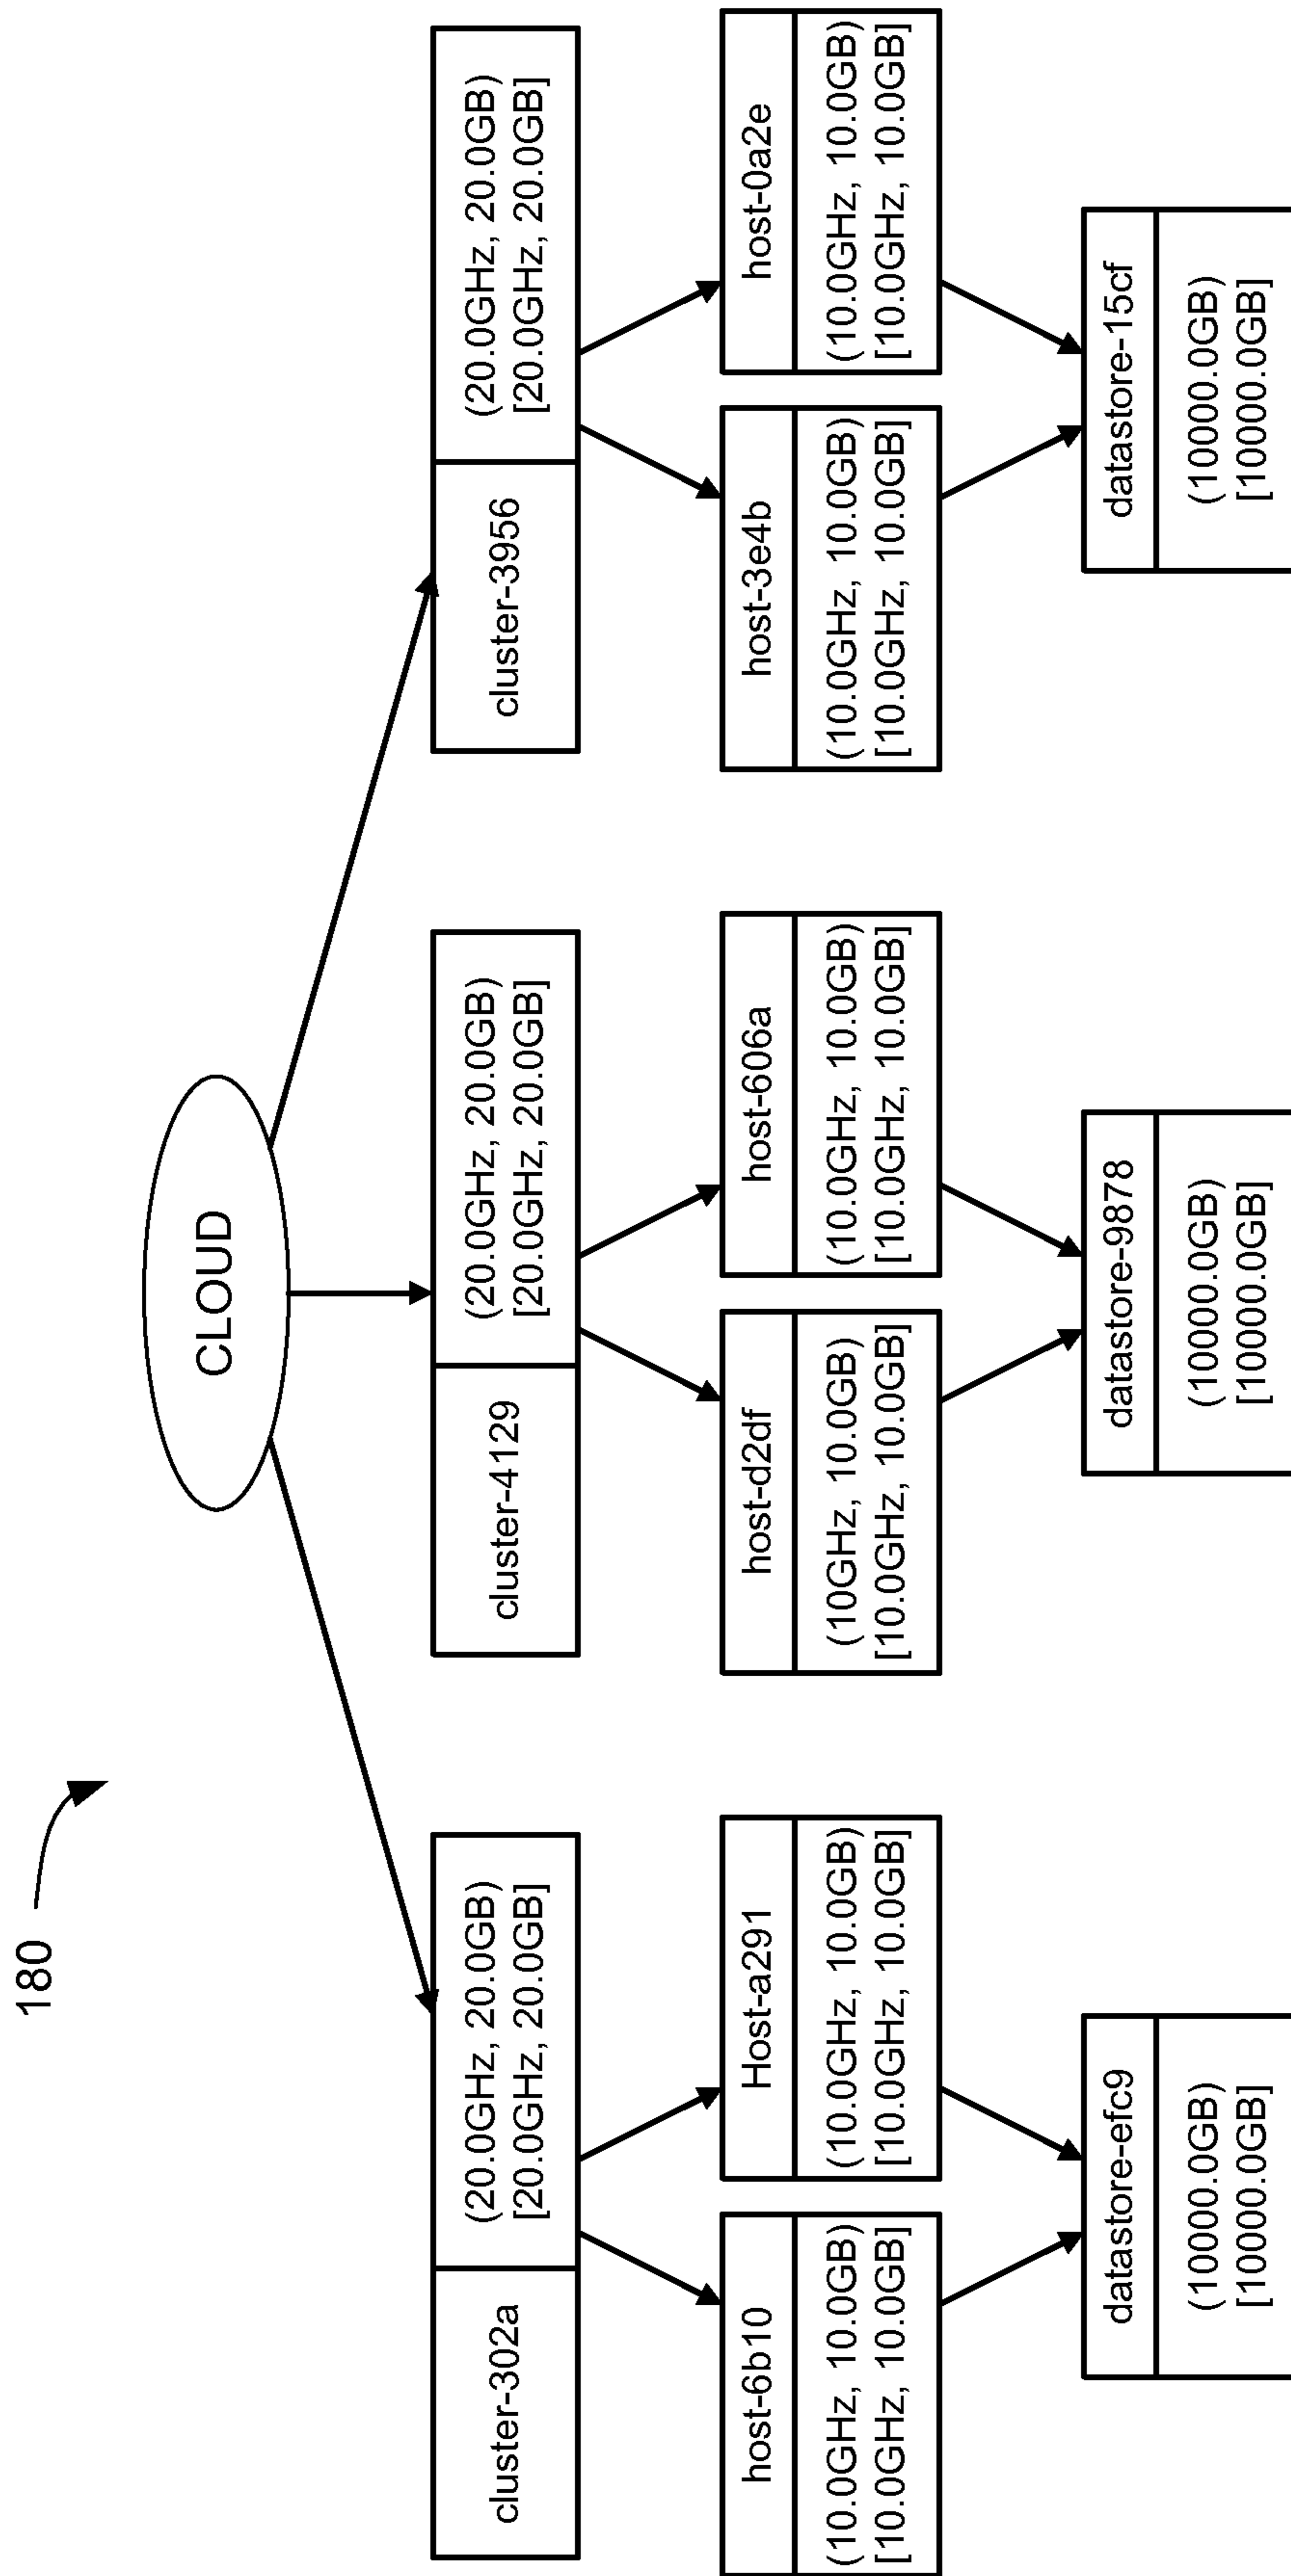 180
CLOUD
cluster-302a
(20.0GHz, 20.0GB)
[20.0GHz, 20.0GB]
cluster-4129
(20.0GHz, 20.0GB)
[20.0GHz, 20.0GB]
cluster-3956
(20.0GHz, 20.0GB)
[20.0GHz, 20.0GB]
host-6b10
(10.0GHz, 10.0GB)
[10.0GHz, 10.0GB]
Host-a291
(10.0GHz, 10.0GB)
[10.0GHz, 10.0GB]
host-d2df
(10GHz, 10.0GB)
[10.0GHz, 10.0GB]
host-606a
(10.0GHz, 10.0GB)
[10.0GHz, 10.0GB]
host-3e4b
(10.0GHz, 10.0GB)
[10.0GHz, 10.0GB]
host-0a2e
(10.0GHz, 10.0GB)
[10.0GHz, 10.0GB]
datastore-efc9
(10000.0GB)
[10000.0GB]
datastore-9878
(10000.0GB)
[10000.0GB]
datastore-15cf
(10000.0GB)
[10000.0GB]